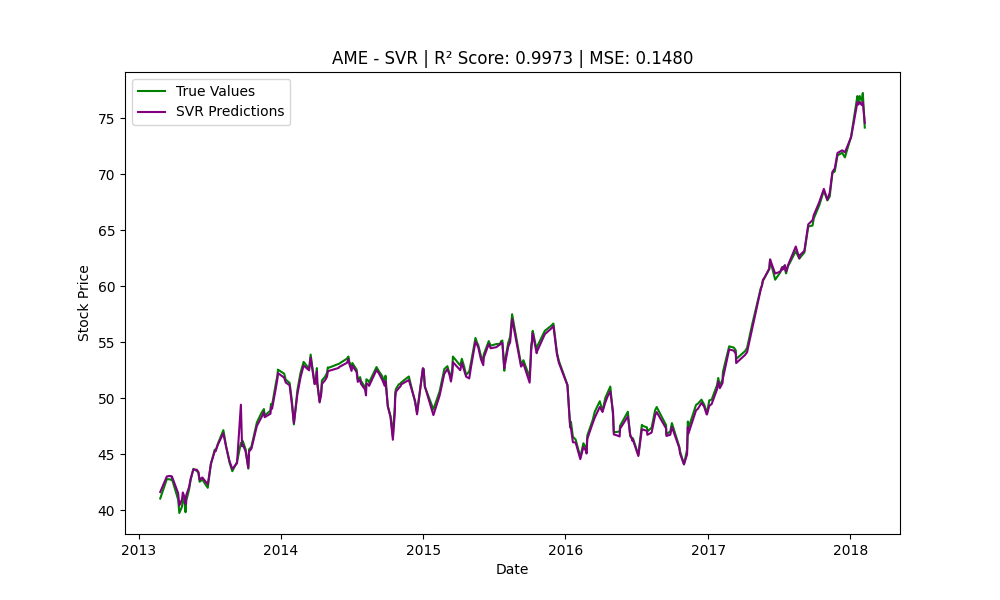 AME - SVR | R² Score: 0.9973 | MSE: 0.1480
True Values
SVR Predictions
Stock Price
75
70
65
60
55
50
45
40
2013
2014
2015
2016
2017
2018
Date